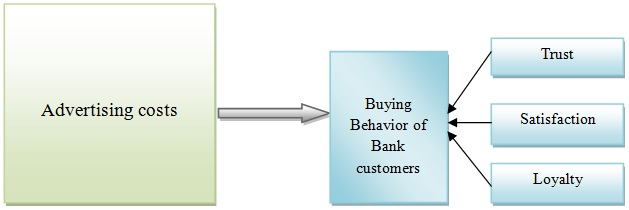 Advertising costs
Buying
Behavior of
Bank
customers
Trust
Satisfaction
Loyalty